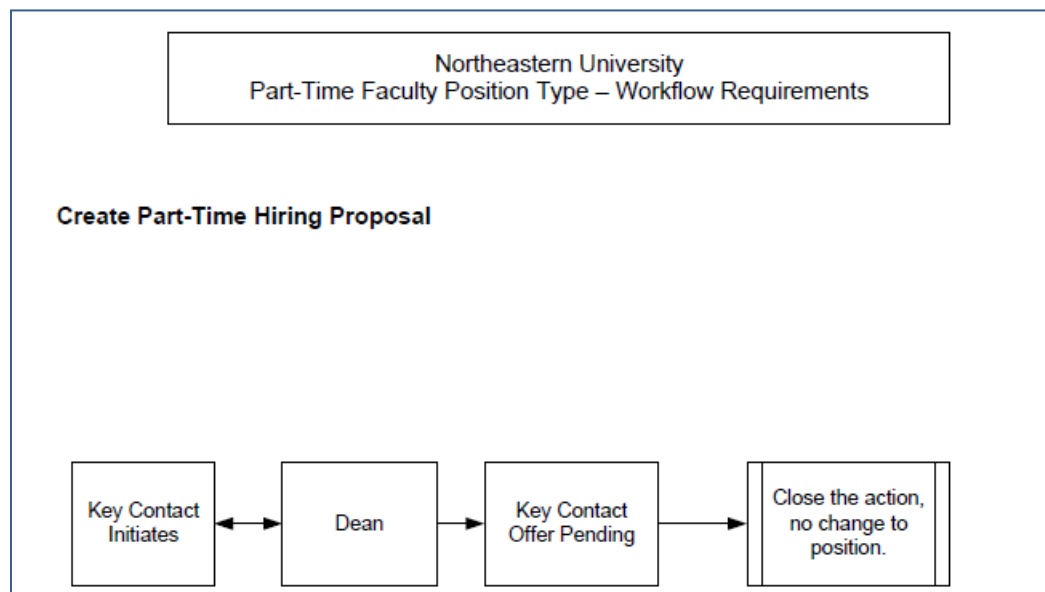 Northeastern University
Part-Time Faculty Position Type – Workflow Requirements
Create Part-Time Hiring Proposal
Key Contact
Initiates
Dean
Key Contact
Offer Pending
Close the action,
no change to
position.